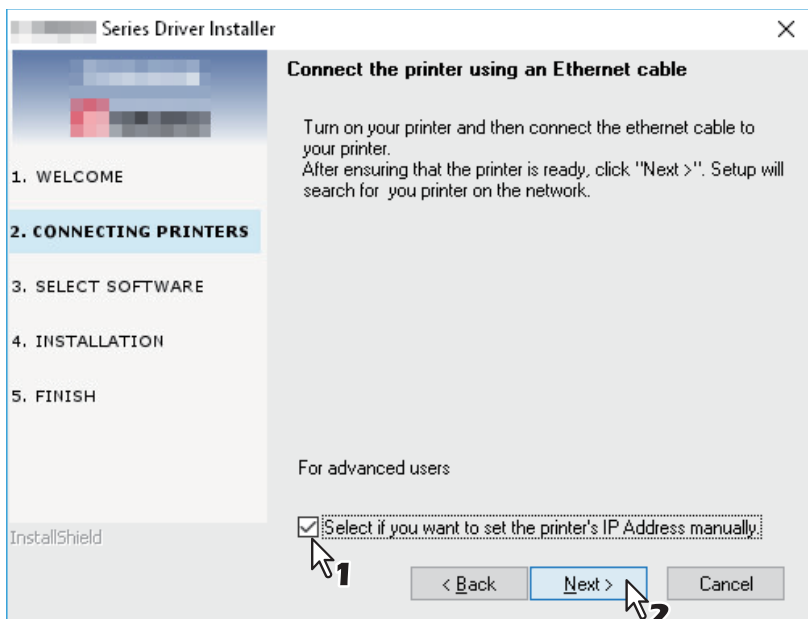 Series Driver Installer
Connect the printer using an Ethernet cable
Turn on your printer and then connect the ethernet cable to
your printer.
After ensuring that the printer is ready, click "Next >". Setup will
search for you printer on the network.
1. WELCOME
2. CONNECTING PRINTERS
3. SELECT SOFTWARE
4. INSTALLATION
5. FINISH
For advanced users
Select if you want to set the printer's IP Address manually.
InstallShield
1
< Back
Next >
Cancel
2